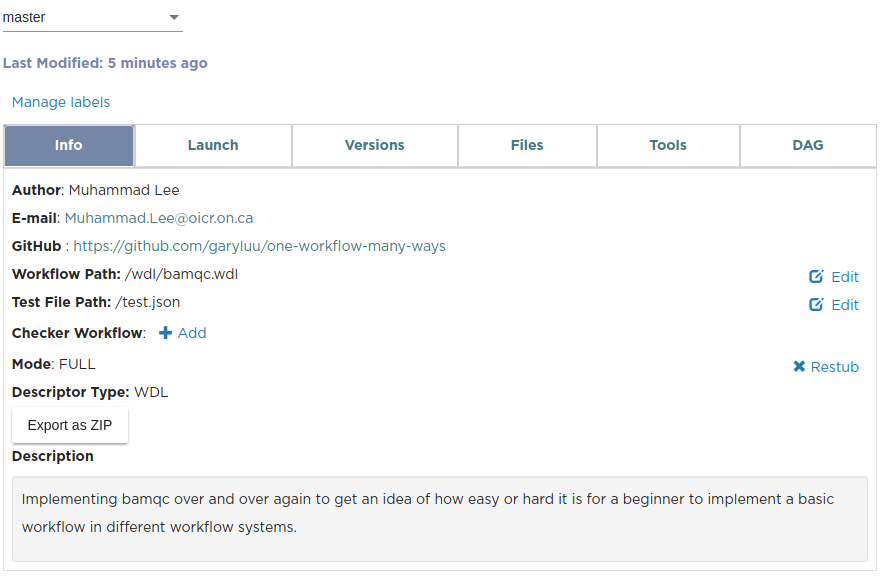 master
Last Modified: 5 minutes ago
Manage labels
Info Launch Versions Files Tools DAG
Author: Muhammad Lee
E-mail: Muhammad.Lee@oicr.on.ca
GitHub : https://github.com/garyluu/one-workflow-many-ways
Workflow Path: /wdl/bamqc.wdl Edit
Test File Path: /test.json Edit
Checker Workflow: Add
Mode: FULL Restub
Descriptor Type: WDL
Export as ZIP
Description
Implementing bamqc over and over again to get an idea of how easy or hard it is for a beginner to implement a basic
workflow in different workflow systems.